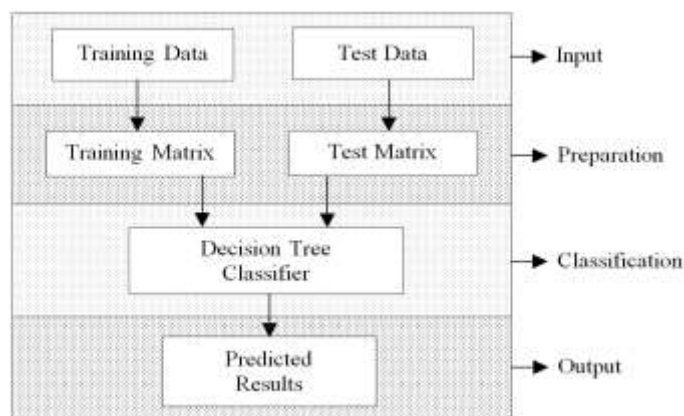 Training Data
Test Data
Input
Training Matrix
Test Matrix
Preparation
Decision Tree
Classifier
Classification
Predicted
Results
Output